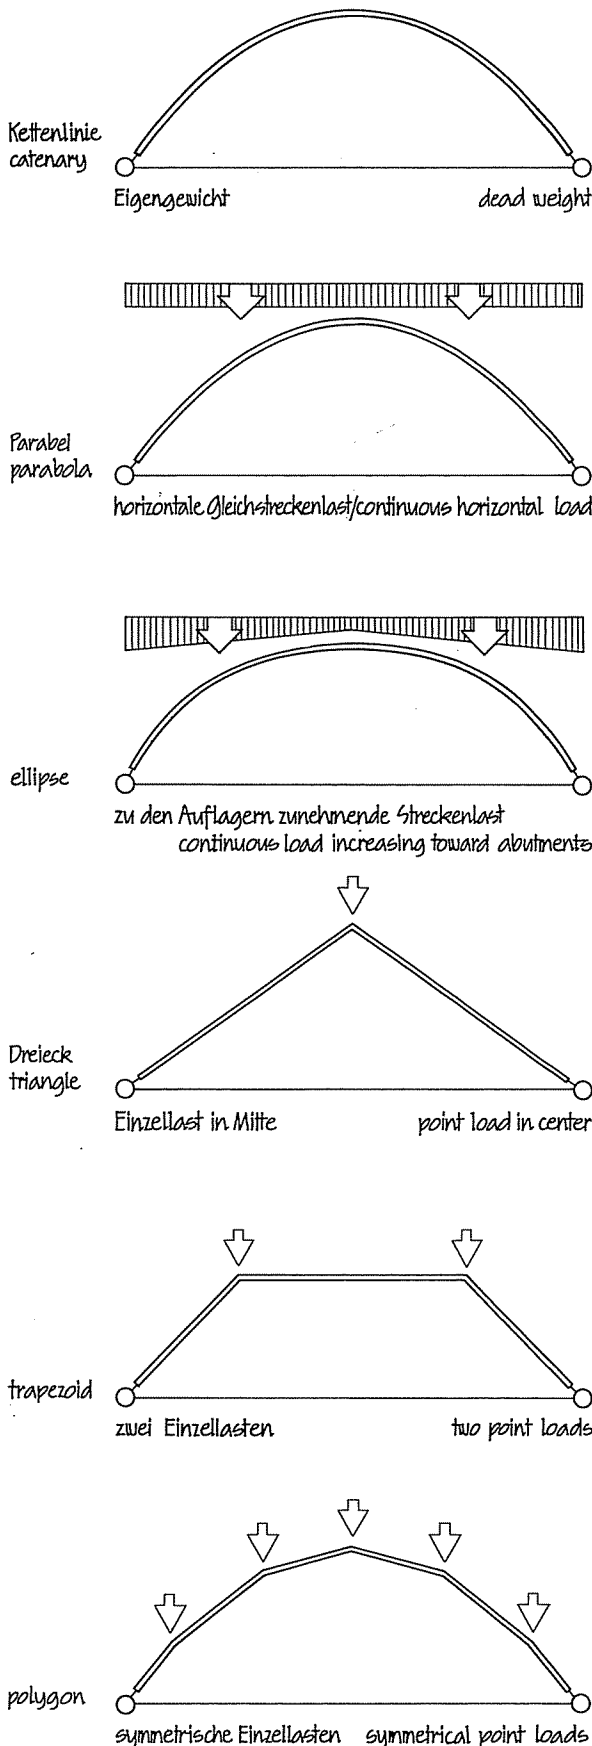 Kettenlinie
catenary
Eigengewicht dead weight
Parabel
parabola
horizontale Gleichstreckenlast/continuous horizontal load
ellipse
zu den Auflagern zunehmende Streckenlast
continuous load increasing toward abutments
Dreieck
triangle
Einzellast in Mitte point load in center
trapezoid
zwei Einzellasten two point loads
polygon
symmetrische Einzellasten symmetrical point loads